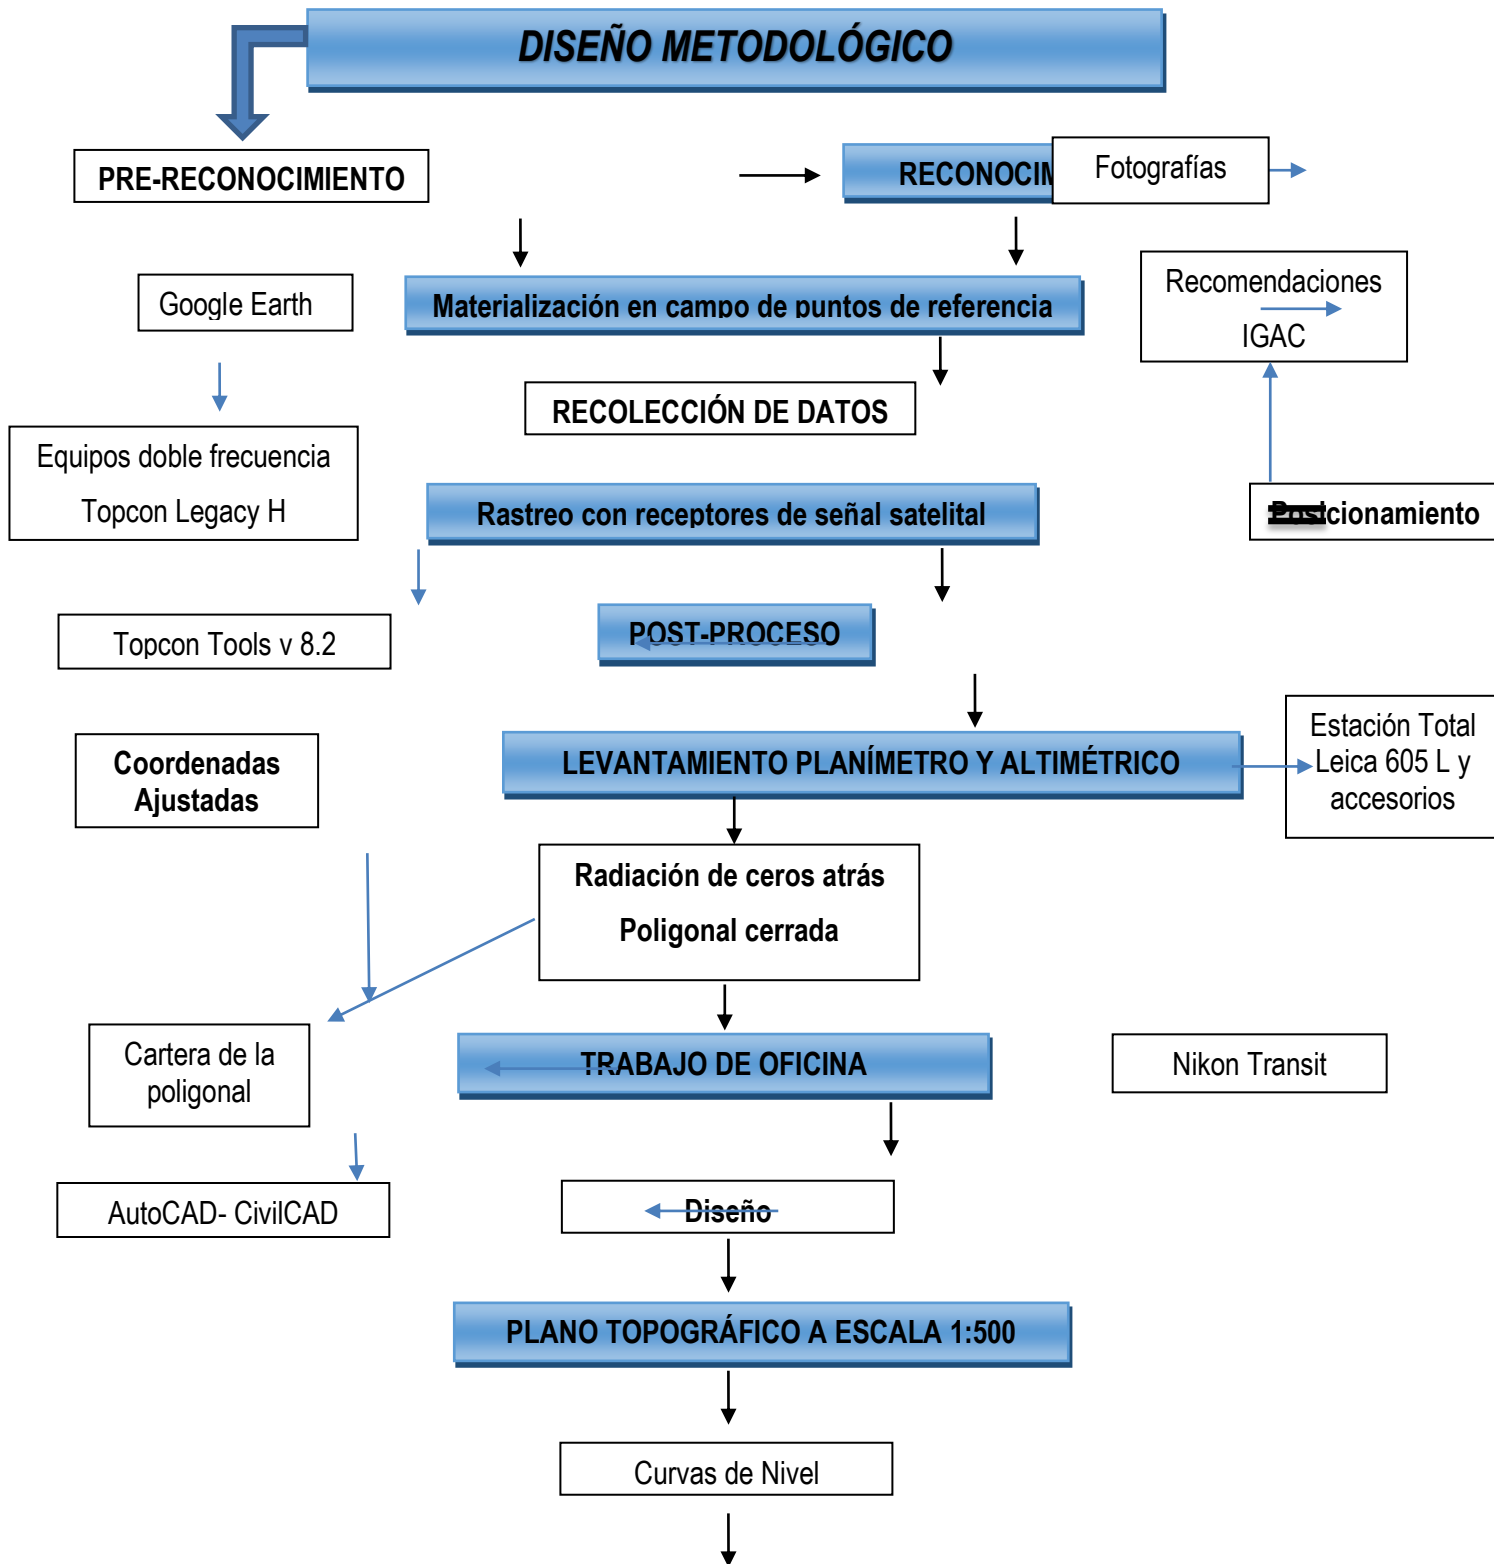 DISEÑO METODOLÓGICO
PRE-RECONOCIMIENTO
RECONOCIM
Fotografías
Google Earth
Materialización en campo de puntos de referencia
Recomendaciones
IGAC
RECOLECCIÓN DE DATOS
Equipos doble frecuencia
Topcon Legacy H
Rastreo con receptores de señal satelital
Posicionamiento
Topcon Tools v 8.2
POST-PROCESO
Coordenadas
Ajustadas
LEVANTAMIENTO PLANÍMETRO Y ALTIMÉTRICO
Estación Total
Leica 605 L y
accesorios
Radiación de ceros atrás
Poligonal cerrada
Cartera de la
poligonal
TRABAJO DE OFICINA
Nikon Transit
AutoCAD- CivilCAD
Diseño
PLANO TOPOGRÁFICO A ESCALA 1:500
Curvas de Nivel